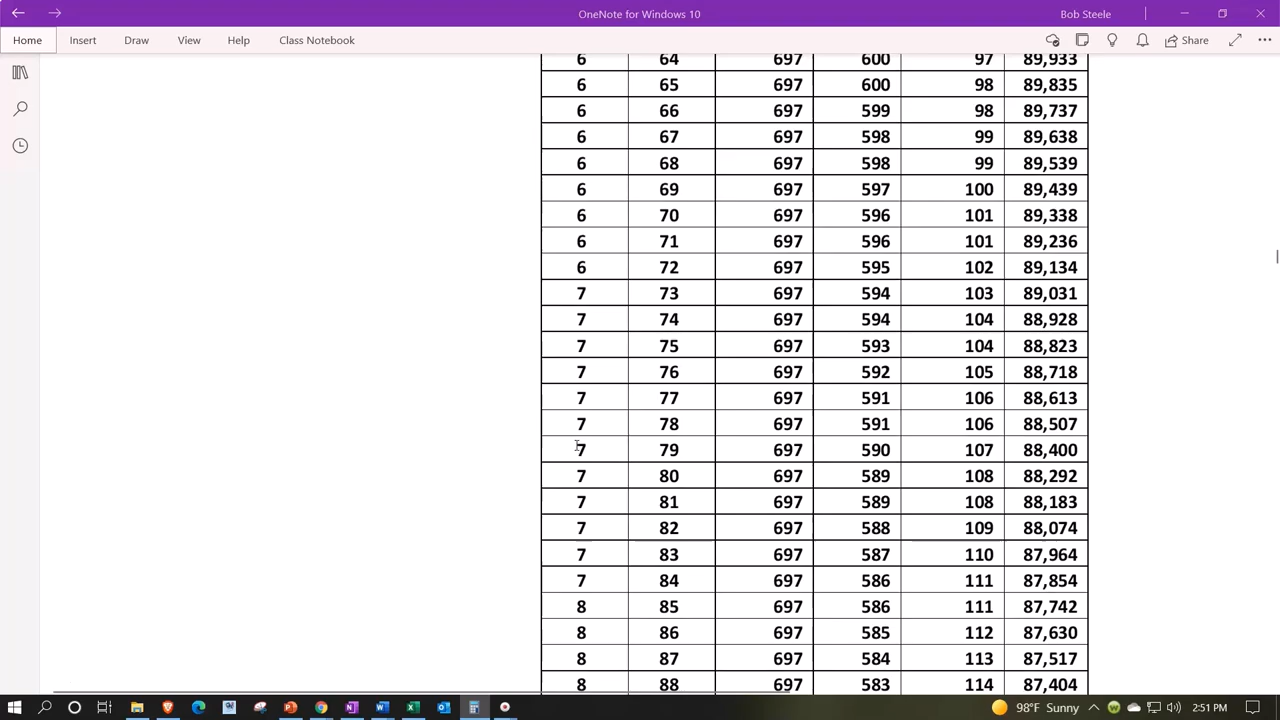 OneNote for Windows 10
Bob Steele
Home Insert Draw View Help Class Notebook
Share
6 64 697 600 97 89,933
6 65 697 600 98 89,835
6 66 697 599 98 89,737
6 67 697 598 99 89,638
6 68 697 598 99 89,539
6 69 697 597 100 89,439
6 70 697 596 101 89,338
6 71 697 596 101 89,236
6 72 697 595 102 89,134
7 73 697 594 103 89,031
7 74 697 594 104 88,928
7 75 697 593 104 88,823
7 76 697 592 105 88,718
7 77 697 591 106 88,613
7 78 697 591 106 88,507
7 79 697 590 107 88,400
7 80 697 589 108 88,292
7 81 697 589 108 88,183
7 82 697 588 109 88,074
7 83 697 587 110 87,964
7 84 697 586 111 87,854
8 85 697 586 111 87,742
8 86 697 585 112 87,630
8 87 697 584 113 87,517
8 88 697 583 114 87,404
98°F Sunny
2:51 PM